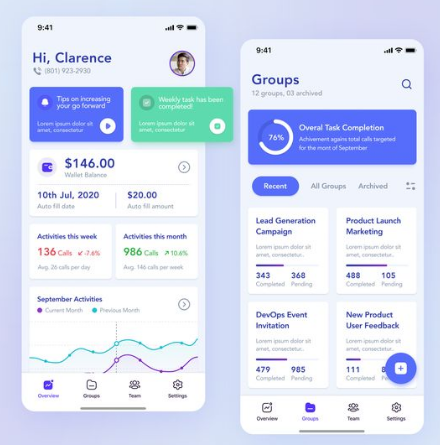 9:41
Hi, Clarence
(801) 923-2930
Tips on increasing
your go forward
Lorem ipsum dolor sit
amet, consectetur
Weekly task has been
completed!
Lorem ipsum dolor sit
amet, consectetur
$146.00
Wallet Balance
10th Jul, 2020
Auto fill date
$20.00
Auto fill amount
Activities this week
136 Calls
-7.6%
Avg. 26 calls per day
Activities this month
986 Calls
10.6%
Avg. 146 calls per week
September Activities
Current Month
Previous Month
Overview
Groups
Team
Settings
9:41
Groups
12 groups, 03 archived
76%
Overal Task Completion
Achivement agains total calls targeted
for the mont of September
Recent
All Groups
Archived
Lead Generation
Campaign
Lorem ipsum dolor sit
amet, consectetur..
343
368
Completed
Pending
Product Launch
Marketing
Lorem ipsum dolor sit
amet, consectetur..
488
105
Completed
Pending
DevOps Event
Invitation
Lorem ipsum dolor sit
amet, consectetur..
479
985
Completed
Pending
New Product
User Feedback
Lorem ipsum dolor sit
amet, consectetur..
111
8
Completed
Pending
Overview
Groups
Team
Settings